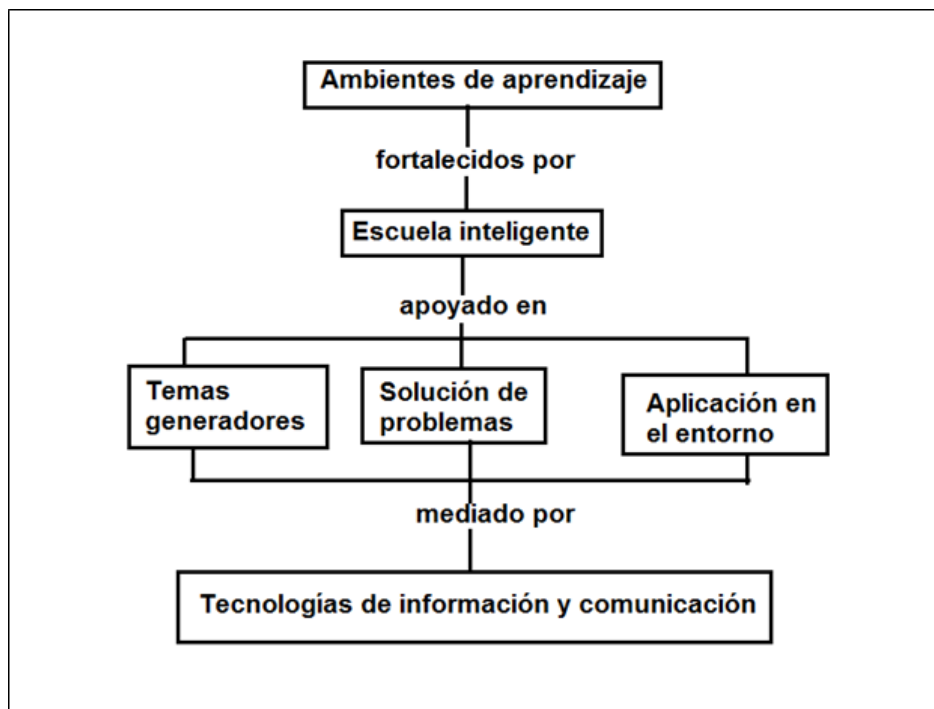 Ambientes de aprendizaje
fortalecidos por
Escuela inteligente
apoyado en
Temas
generadores
Solución de
problemas
Aplicación en
el entorno
mediado por
Tecnologías de información y comunicación